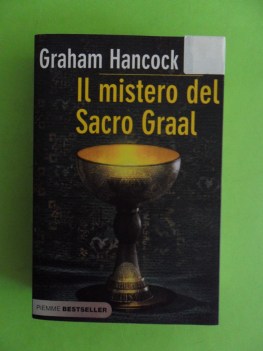 Graham Hancock
Il mistero del
Sacro Graal
PIEMME BESTSELLER